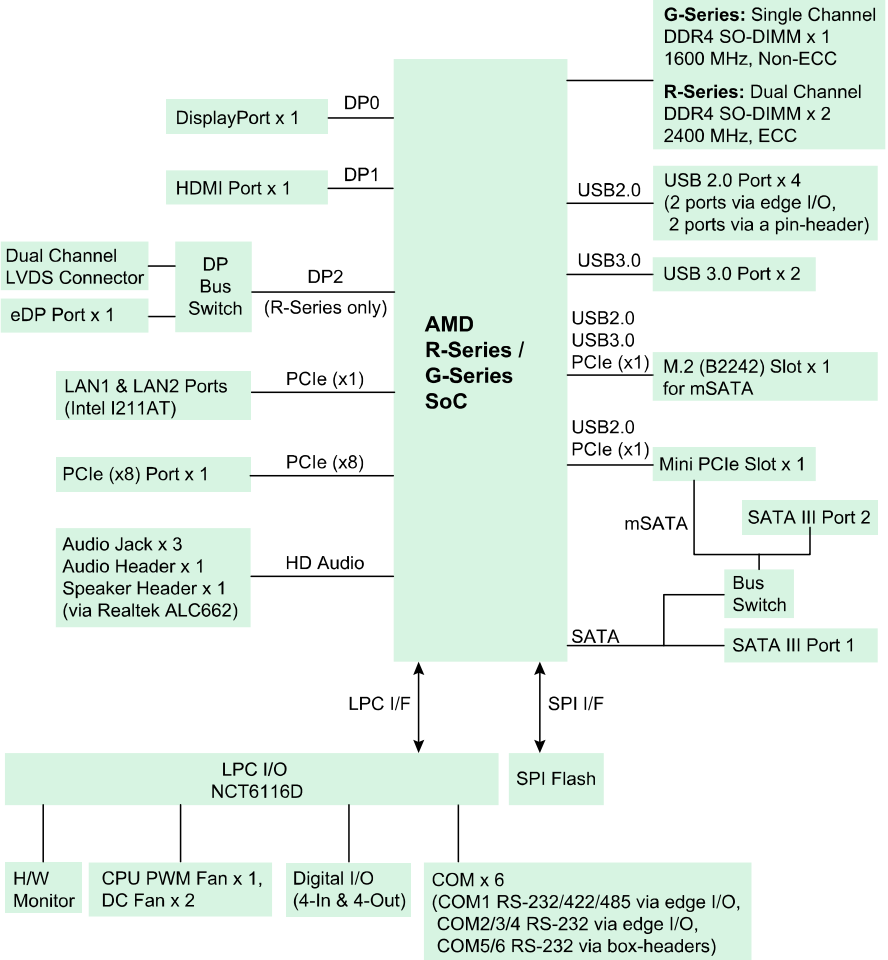 G-Series: Single Channel
DDR4 SO-DIMM x 1
1600 MHz, Non-ECC
R-Series: Dual Channel
DDR4 SO-DIMM x 2
2400 MHz, ECC
DisplayPort x 1
DP0
HDMI Port x 1
DP1
Dual Channel
LVDS Connector
eDP Port x 1
DP
Bus
Switch
DP2
(R-Series only)
LAN1 & LAN2 Ports
(Intel I211AT)
PCIe (x1)
PCIe (x8) Port x 1
PCIe (x8)
Audio Jack x 3
Audio Header x 1
Speaker Header x 1
(via Realtek ALC662)
HD Audio
AMD
R-Series /
G-Series
SoC
USB2.0
USB 2.0 Port x 4
(2 ports via edge I/O,
2 ports via a pin-header)
USB3.0
USB 3.0 Port x 2
USB2.0
USB3.0
PCIe (x1)
M.2 (B2242) Slot x 1
for mSATA
USB2.0
PCIe (x1)
Mini PCIe Slot x 1
mSATA
SATA III Port 2
Bus
Switch
SATA
SATA III Port 1
LPC I/F
SPI I/F
LPC I/O
NCT6116D
SPI Flash
H/W
Monitor
CPU PWM Fan x 1,
DC Fan x 2
Digital I/O
(4-In & 4-Out)
COM x 6
(COM1 RS-232/422/485 via edge I/O,
COM2/3/4 RS-232 via edge I/O,
COM5/6 RS-232 via box-headers)